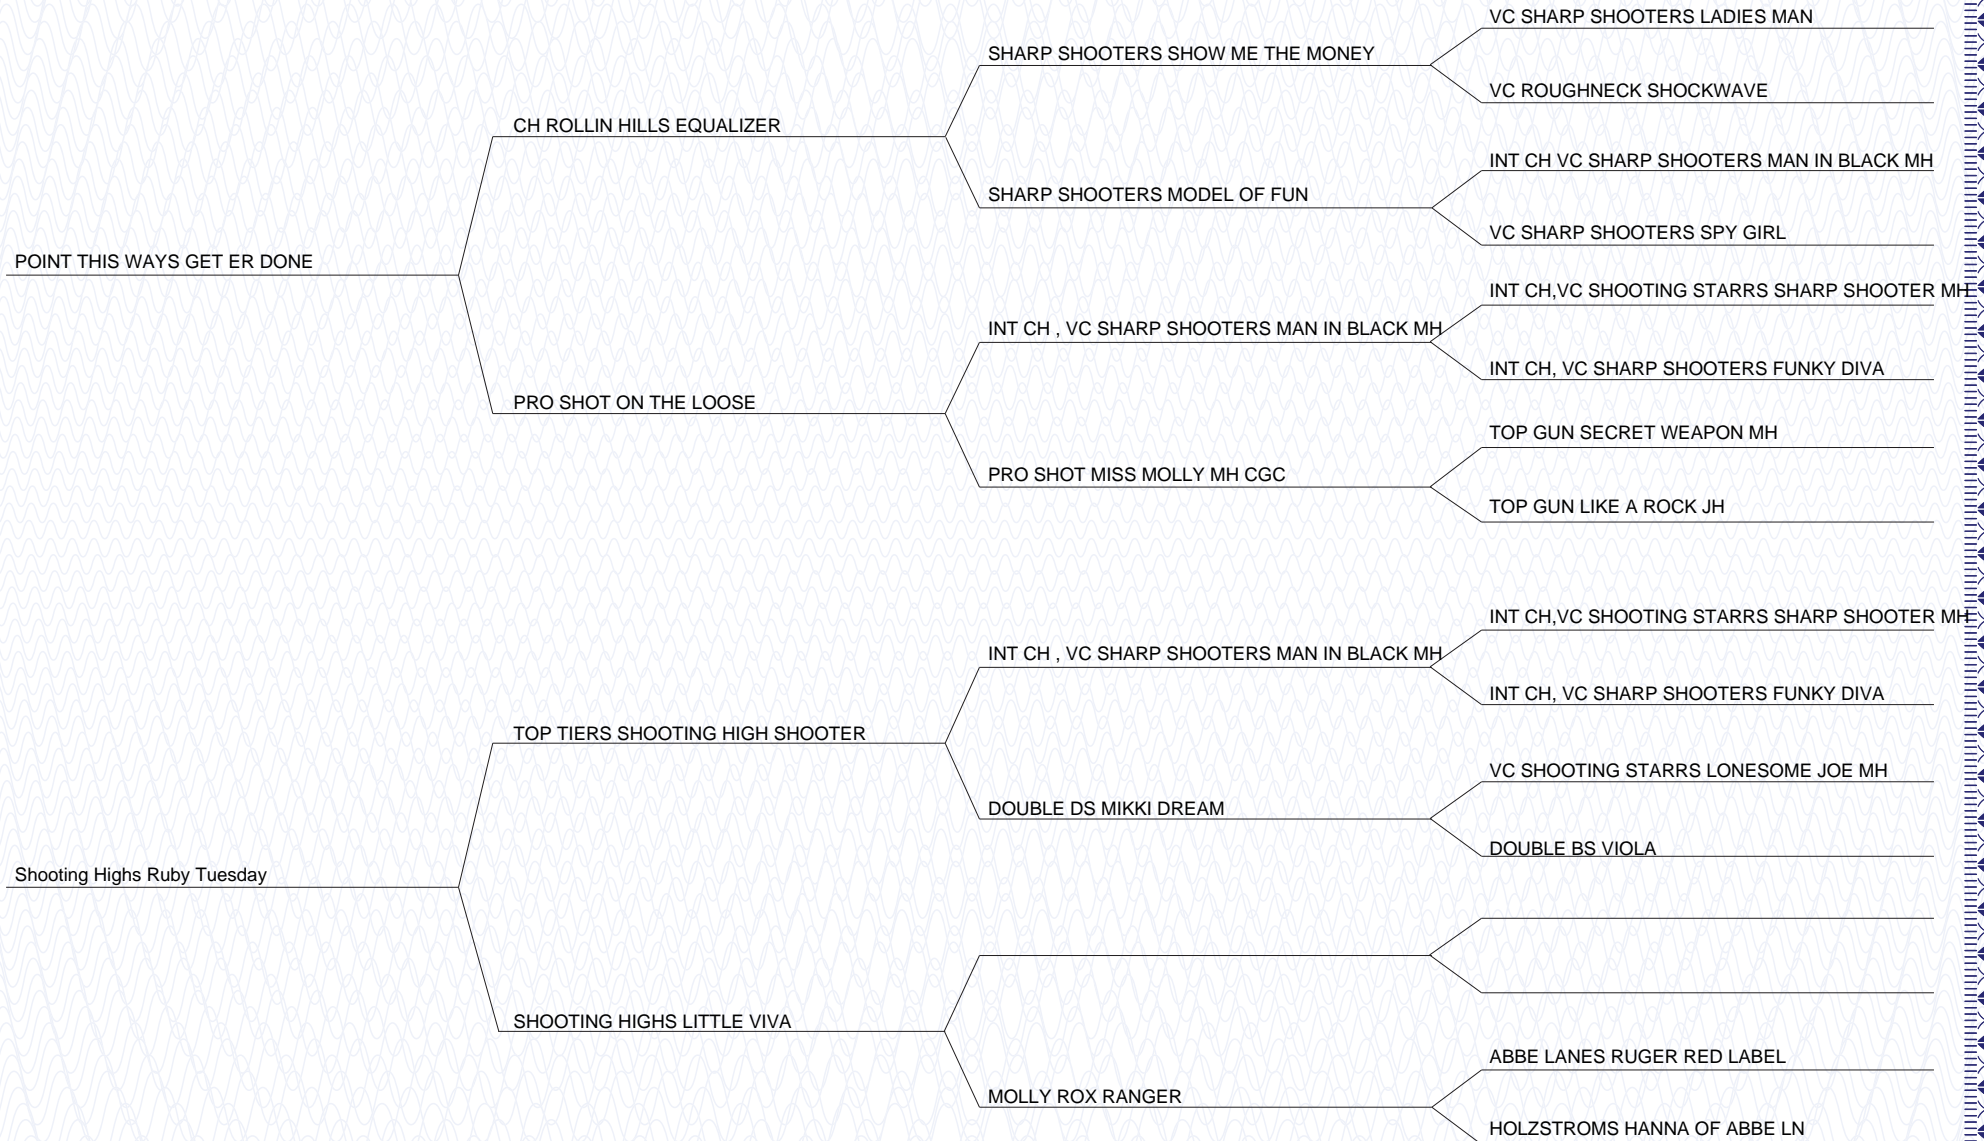 VC SHARP SHOOTERS LADIES MAN
SHARP SHOOTERS SHOW ME THE MONEY
VC ROUGHNECK SHOCKWAVE
CH ROLLIN HILLS EQUALIZER
INT CH VC SHARP SHOOTERS MAN IN BLACK MH
SHARP SHOOTERS MODEL OF FUN
VC SHARP SHOOTERS SPY GIRL
POINT THIS WAYS GET ER DONE
INT CH,VC SHOOTING STARRS SHARP SHOOTER MH
INT CH , VC SHARP SHOOTERS MAN IN BLACK MH
INT CH, VC SHARP SHOOTERS FUNKY DIVA
PRO SHOT ON THE LOOSE
TOP GUN SECRET WEAPON MH
PRO SHOT MISS MOLLY MH CGC
TOP GUN LIKE A ROCK JH
INT CH,VC SHOOTING STARRS SHARP SHOOTER MH
INT CH , VC SHARP SHOOTERS MAN IN BLACK MH
INT CH, VC SHARP SHOOTERS FUNKY DIVA
TOP TIERS SHOOTING HIGH SHOOTER
VC SHOOTING STARRS LONESOME JOE MH
DOUBLE DS MIKKI DREAM
DOUBLE BS VIOLA
Shooting Highs Ruby Tuesday
SHOOTING HIGHS LITTLE VIVA
ABBE LANES RUGER RED LABEL
MOLLY ROX RANGER
HOLZSTROMS HANNA OF ABBE LN